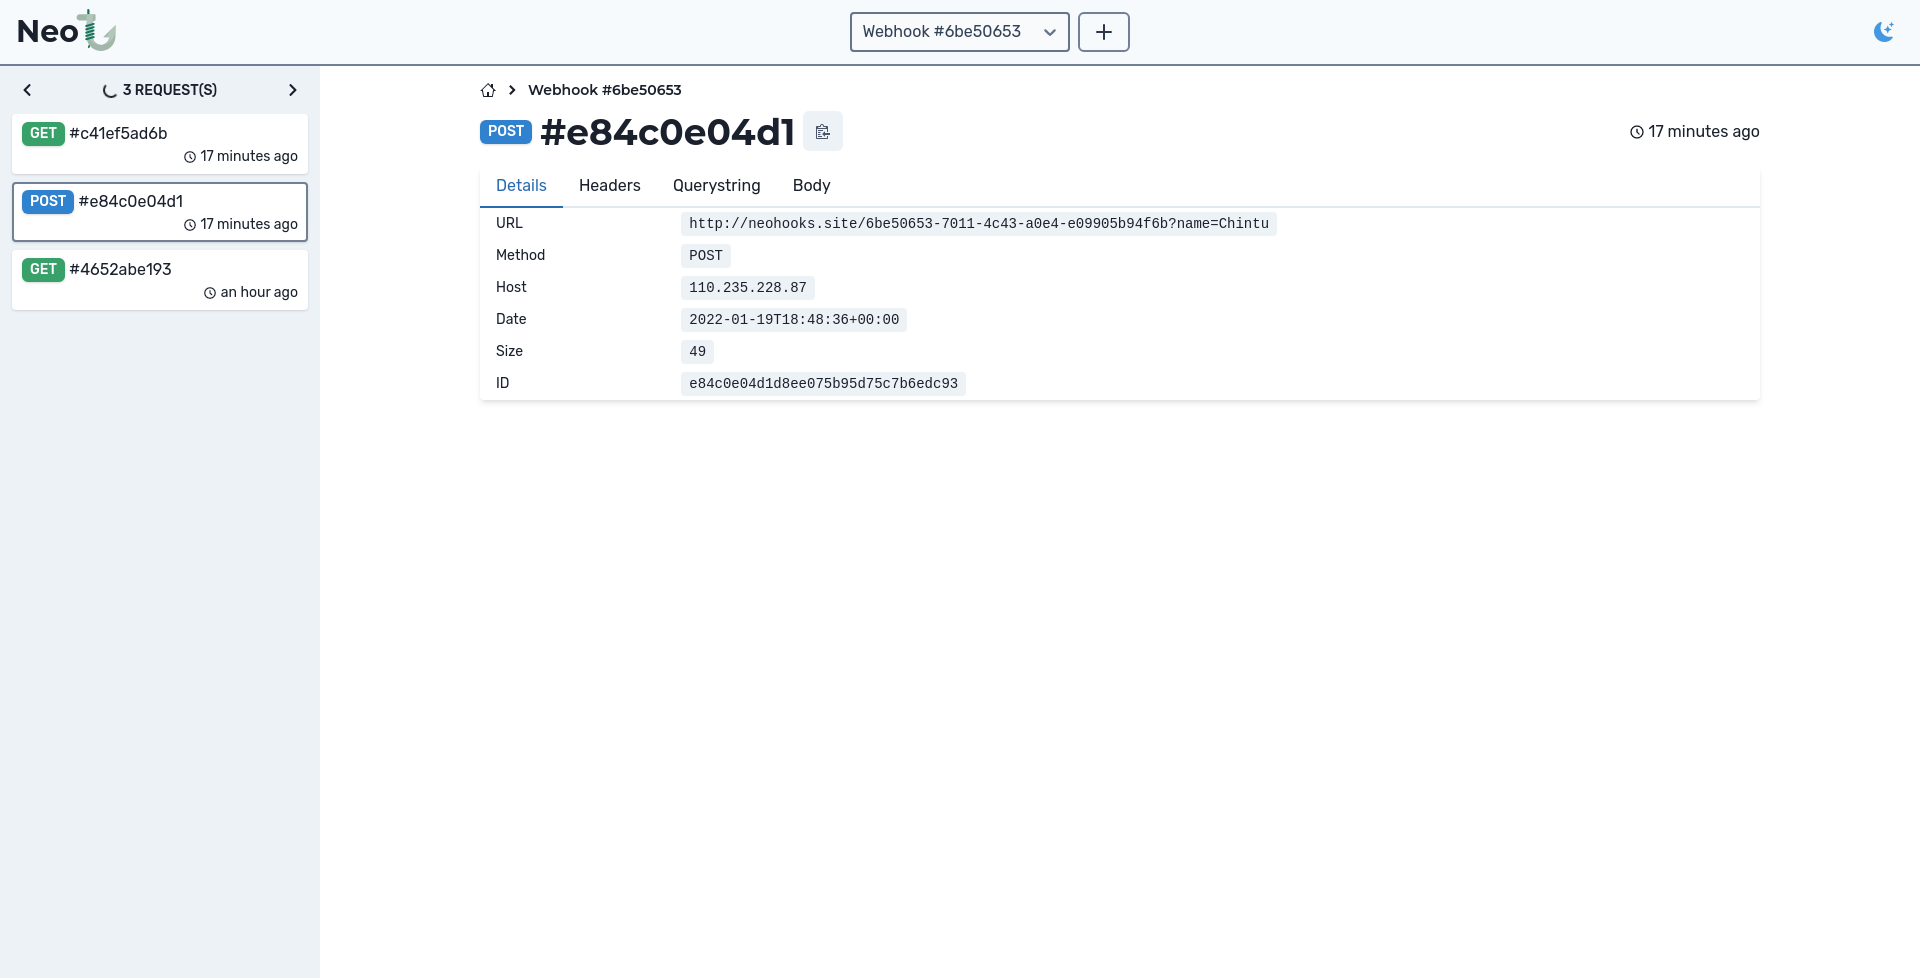 Neo
Webhook #6be50653
3 REQUEST(S)
GET #c41ef5ad6b
17 minutes ago
POST #e84c0e04d1
17 minutes ago
GET #4652abe193
an hour ago
Webhook #6be50653
POST #e84c0e04d1
17 minutes ago
Details Headers Querystring Body
URL http://neohooks.site/6be50653-7011-4c43-a0e4-e09905b94f6b?name=Chintu
Method POST
Host 110.235.228.87
Date 2022-01-19T18:48:36+00:00
Size 49
ID e84c0e04d1d8ee075b95d75c7b6edc93